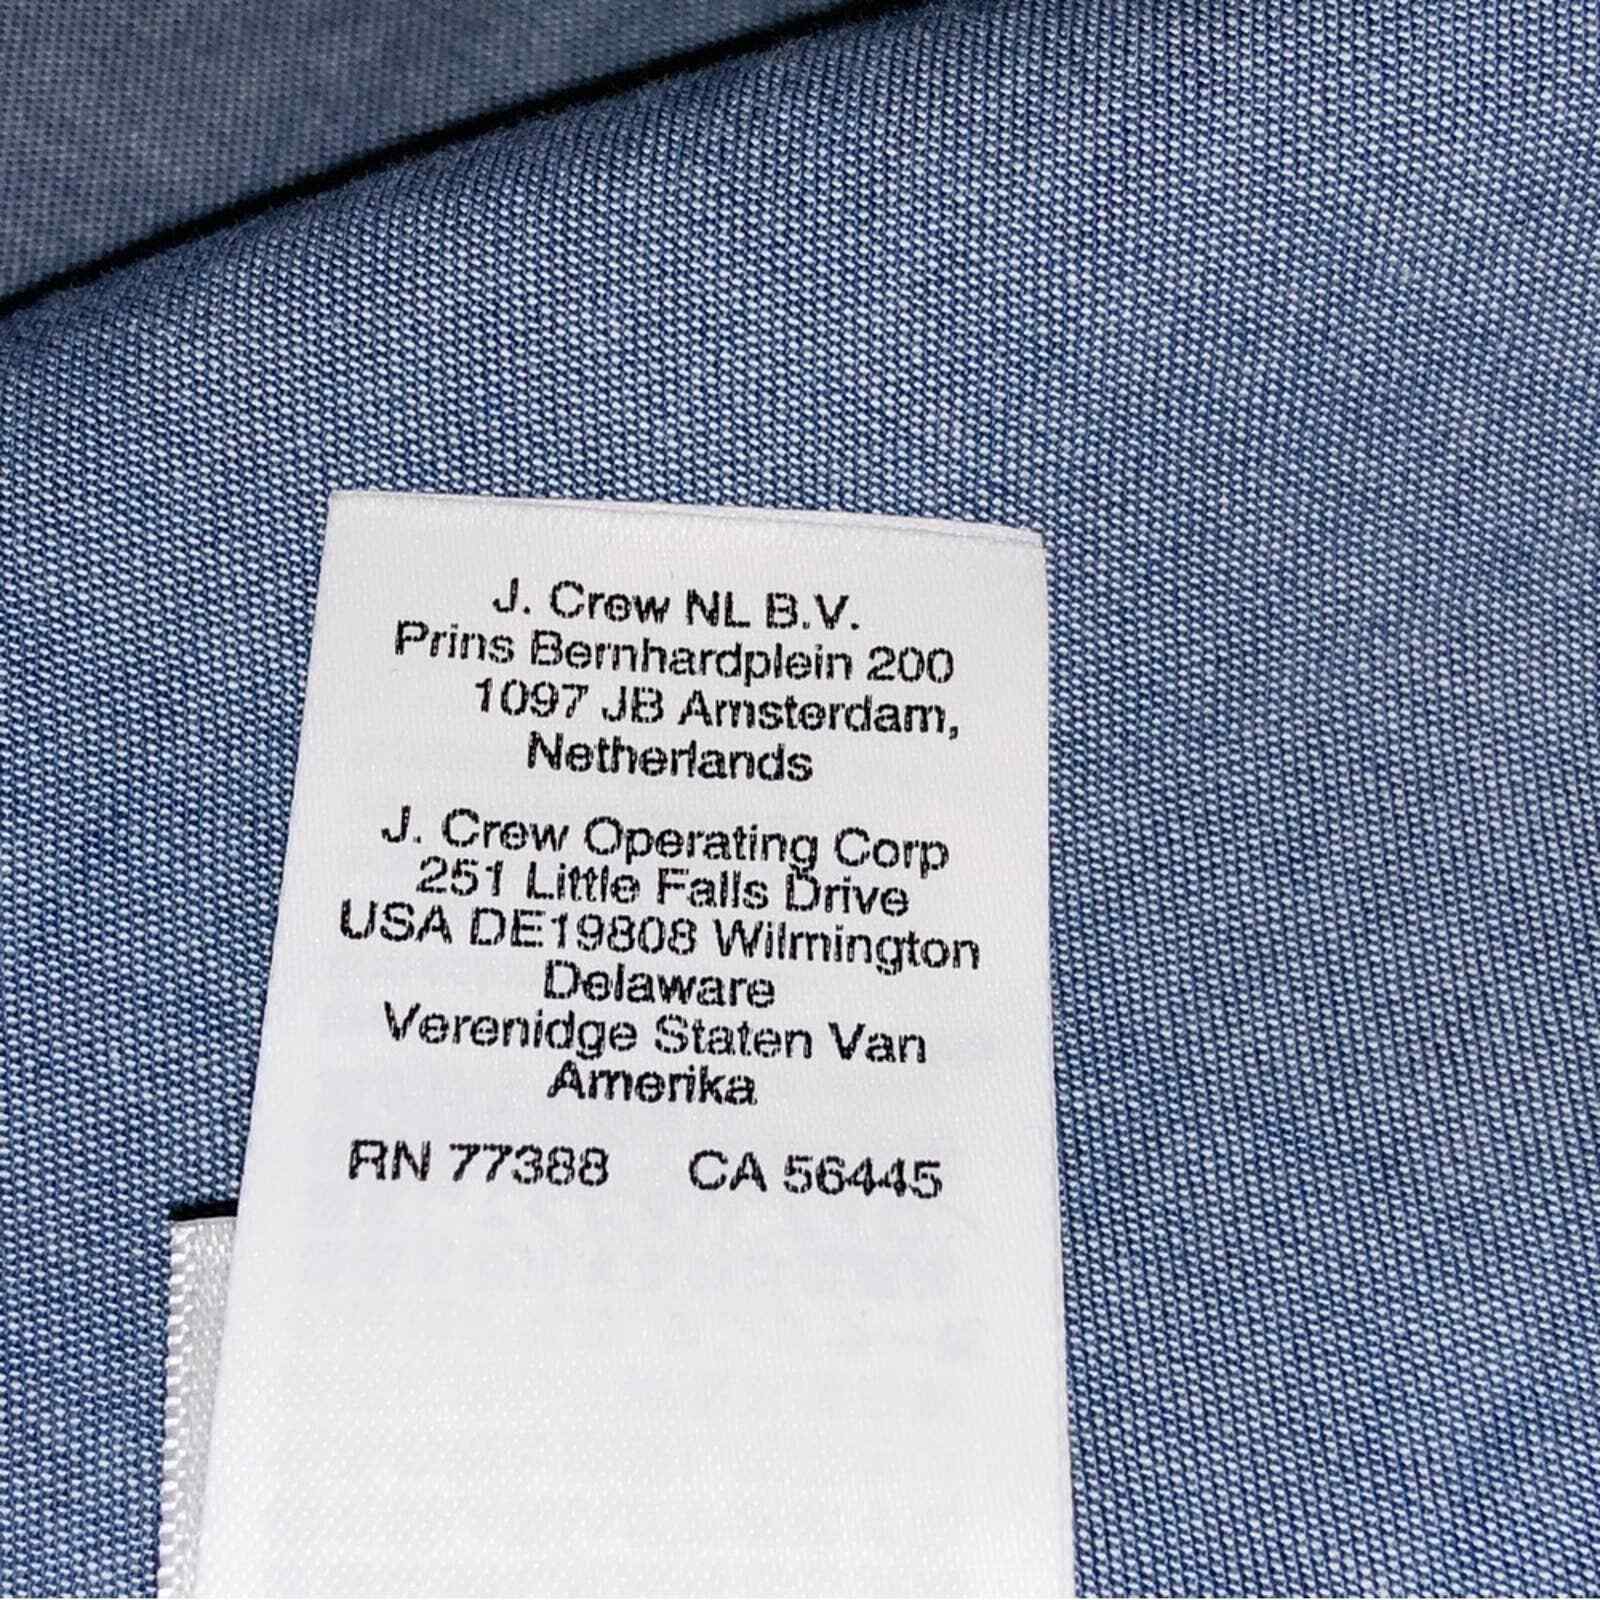 J. Crew NL B.V.
Prins Bernhardplein 200
1097 JB Amsterdam,
Netherlands
J. Crew Operating Corp
251 Little Falls Drive
USA DE19808 Wilmington
Delaware
Verenidge Staten Van
Amerika
RN 77388 CA 56445